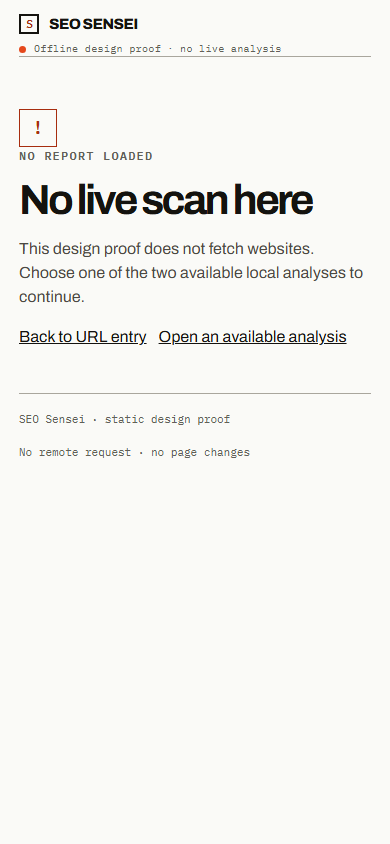 S SEO SENSEI
Offline design proof · no live analysis
!
NO REPORT LOADED
No live scan here
This design proof does not fetch websites.
Choose one of the two available local analyses to
continue.
Back to URL entry Open an available analysis
SEO Sensei · static design proof
No remote request · no page changes